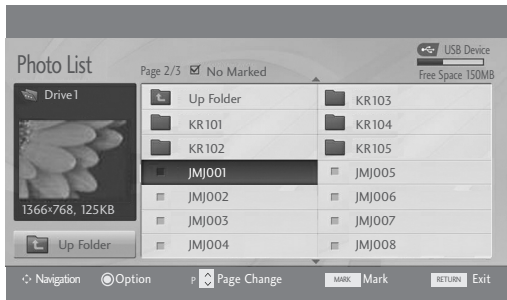 USB Device
Photo List
Page 2/3 No Marked
Free Space 150MB
Drive1
1366×768, 125KB
Up Folder
Up Folder
KR101
KR102
JMJ001
JMJ002
JMJ003
JMJ004
KR103
KR104
KR105
JMJ005
JMJ006
JMJ007
JMJ008
Navigation Option P Page Change MARK Mark RETURN Exit